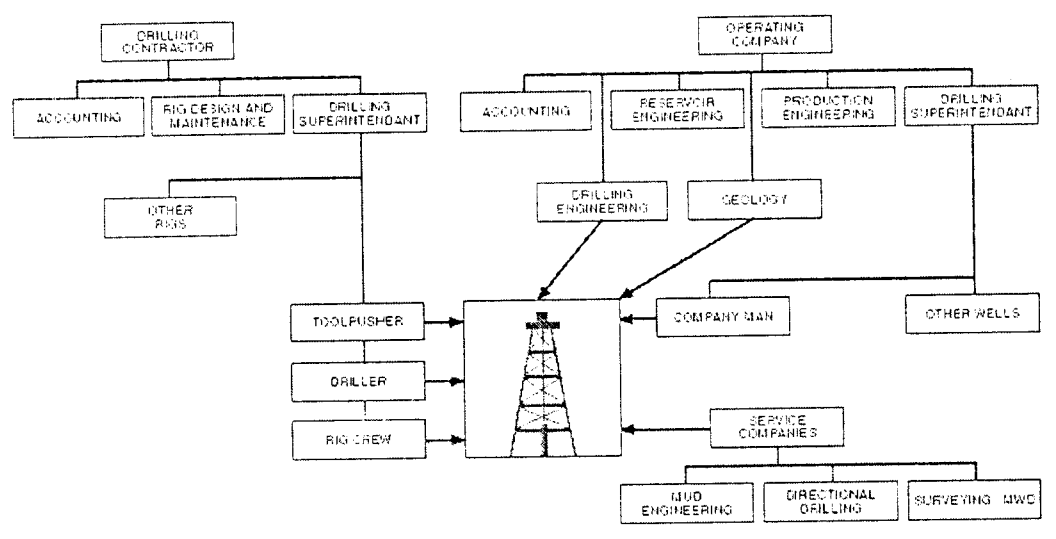 DRILLING
CONTRACTOR
ACCOUNTING
RIG DESIGN AND
MAINTENANCE
DRILLING
SUPERINTENDANT
OTHER
RIGS
OPERATING
COMPANY
ACCOUNTING
RESERVOIR
ENGINEERING
PRODUCTION
ENGINEERING
DRILLING
SUPERINTENDANT
DRILLING
ENGINEERING
GEOLOGY
TOOLPUSHER
DRILLER
RIG CREW
COMPANY MAN
OTHER WELLS
SERVICE
COMPANIES
MUD
ENGINEERING
DIRECTIONAL
DRILLING
SURVEYING MWD